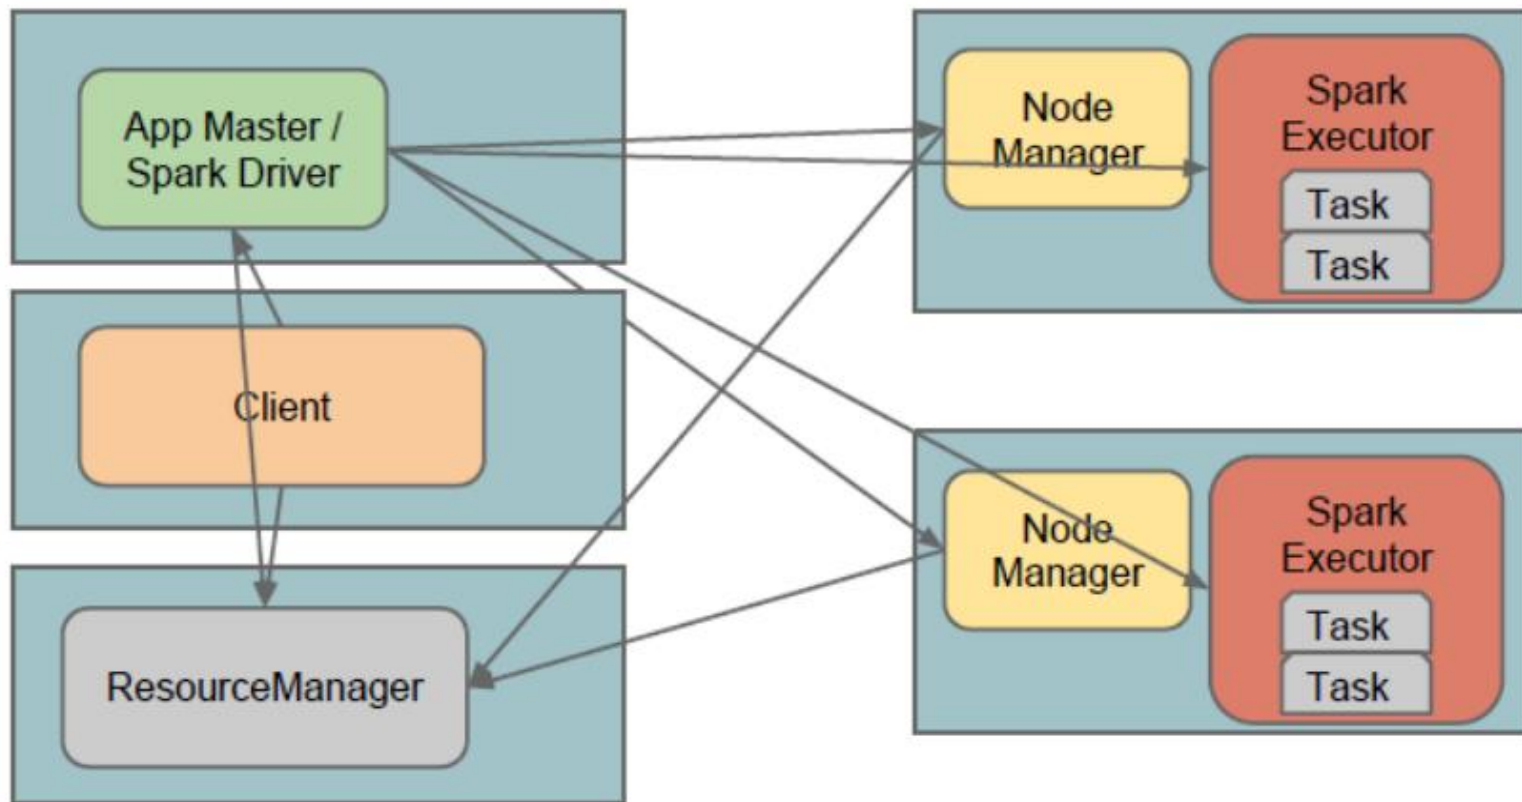 App Master /
Spark Driver
Client
ResourceManager
Node
Manager
Spark
Executor
Task
Task
Node
Manager
Spark
Executor
Task
Task